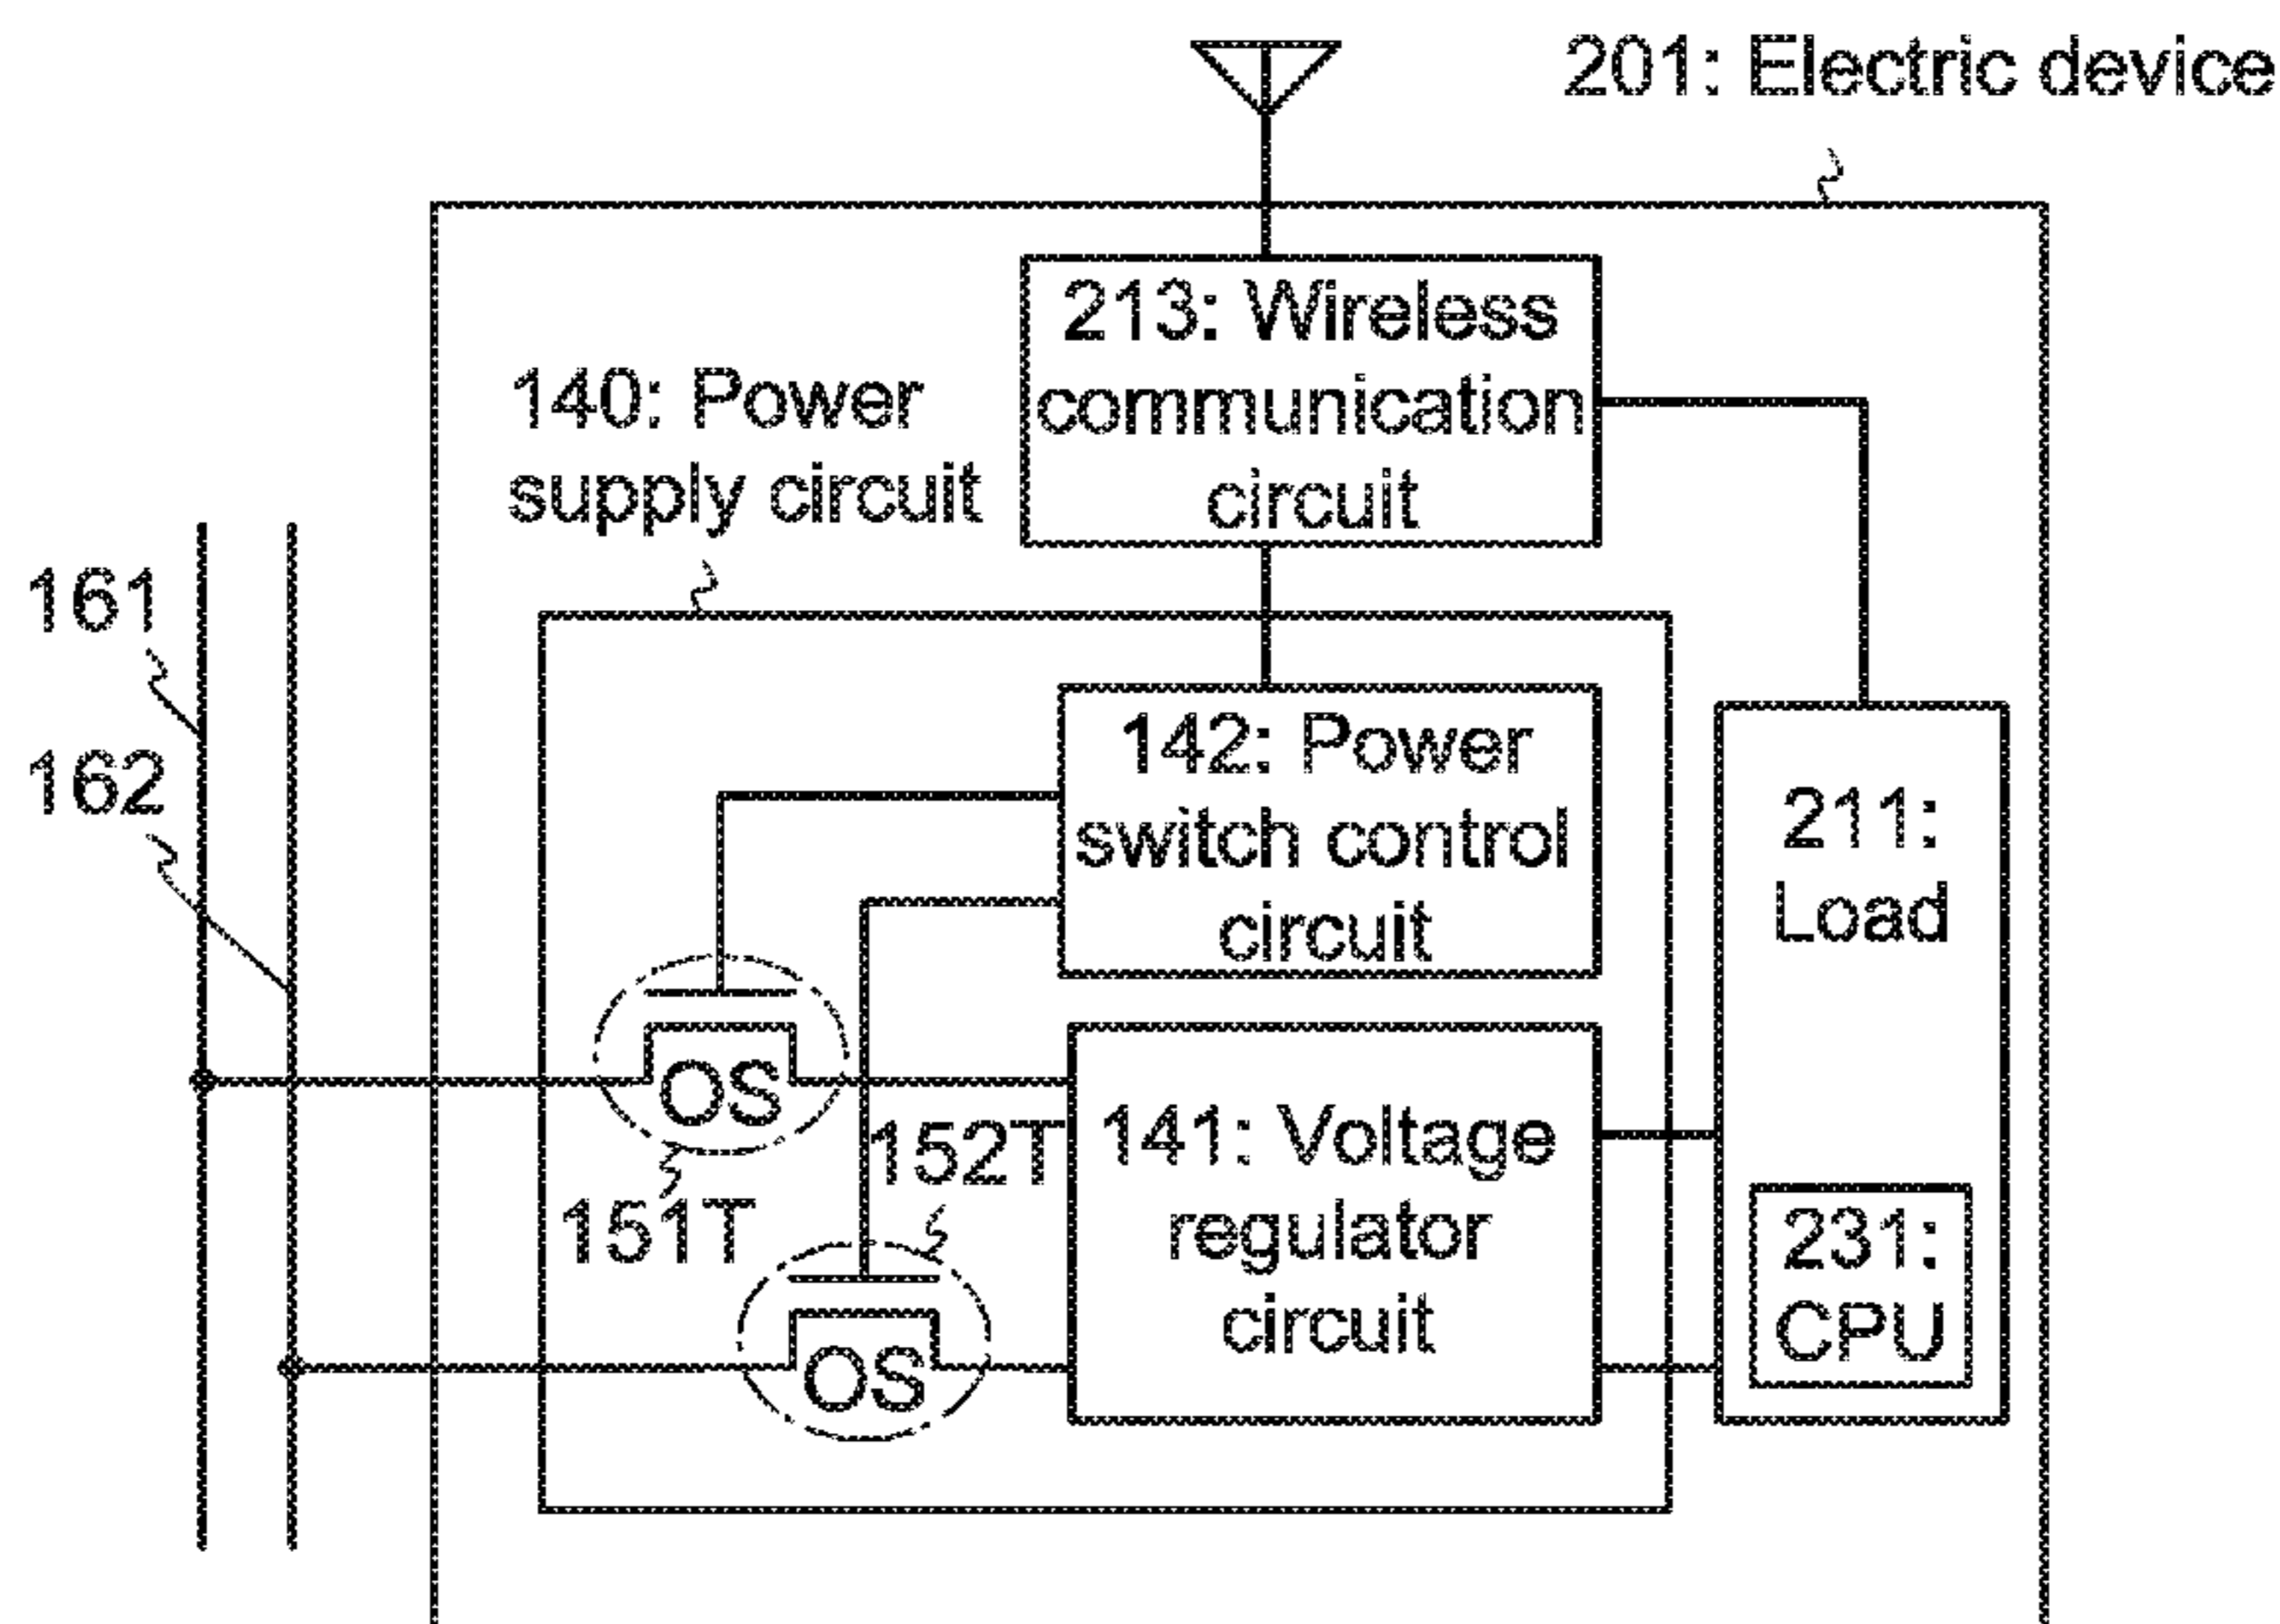 201: Electric device
213: Wireless
communication
circuit
140: Power
supply circuit
161
162
142: Power
switch control
circuit
211:
Load
OS
151T
152T
141: Voltage
regulator
circuit
OS
231:
CPU